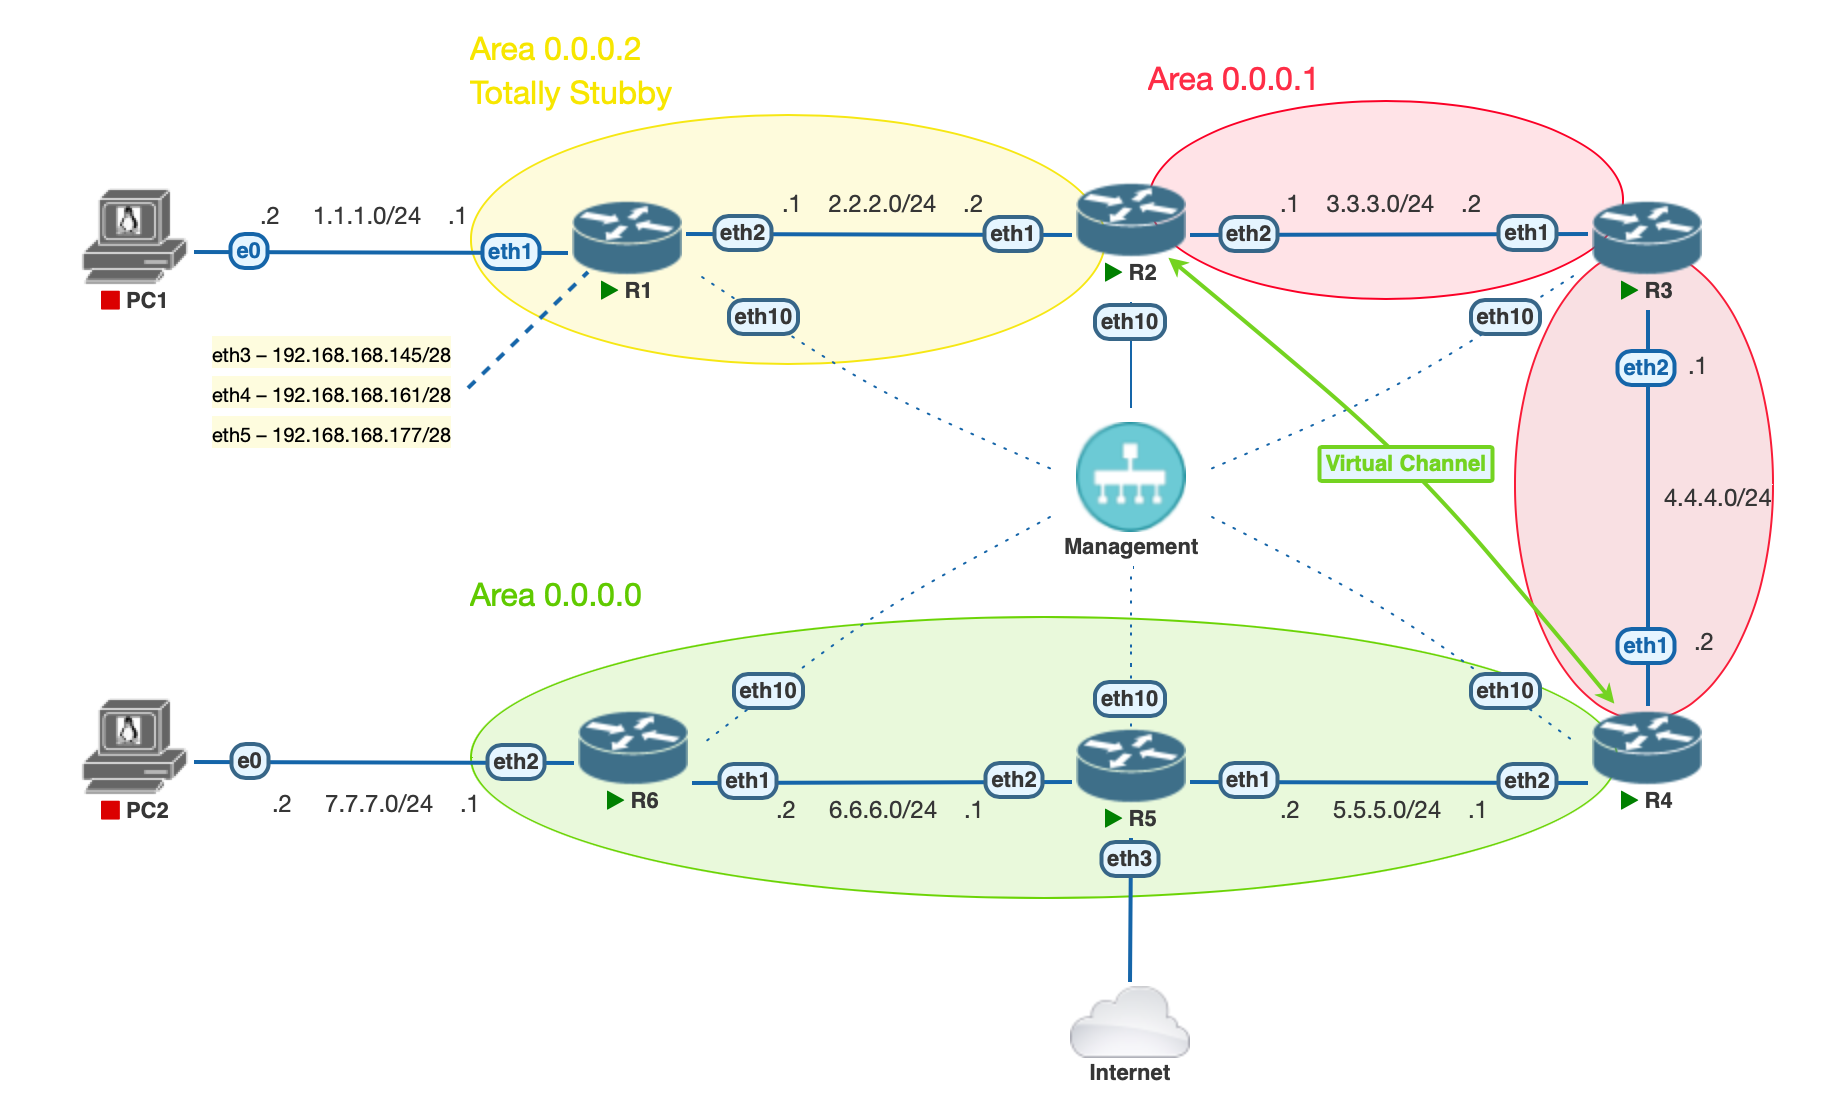 Area 0.0.0.2
Totally Stubby
Area 0.0.0.1
.2 1.1.1.0/24 .1
e0
eth1
PC1
R1
eth2
.1 2.2.2.0/24 .2
eth1
R2
eth2
.1 3.3.3.0/24 .2
eth1
R3
eth10
eth10
eth10
eth3 – 192.168.168.145/28
eth4 – 192.168.168.161/28
eth5 – 192.168.168.177/28
eth2
.1
Virtual Channel
4.4.4.0/24
Management
Area 0.0.0.0
eth1
.2
eth10
eth10
eth10
e0
PC2
.2 7.7.7.0/24 .1
eth2
R6
eth1
.2 6.6.6.0/24 .1
eth2
R5
eth1
.2 5.5.5.0/24 .1
eth2
R4
eth3
Internet